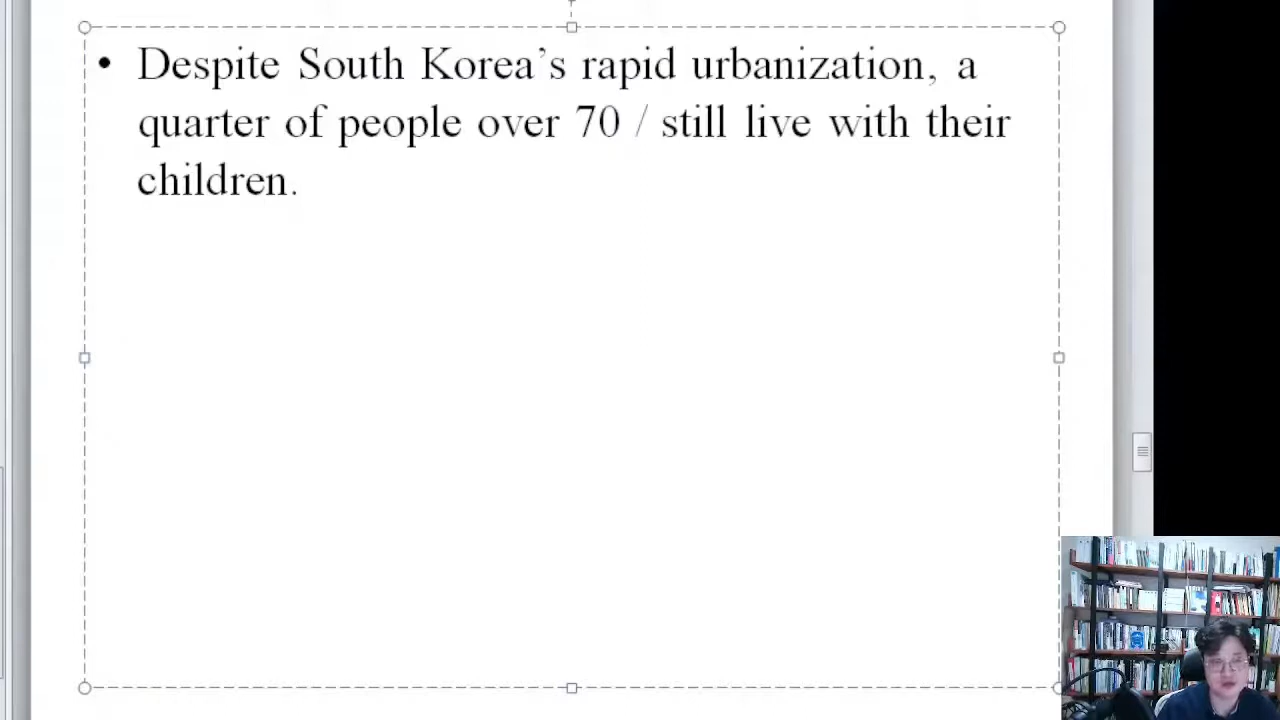 • Despite South Korea’s rapid urbanization, a
quarter of people over 70 / still live with their
children.